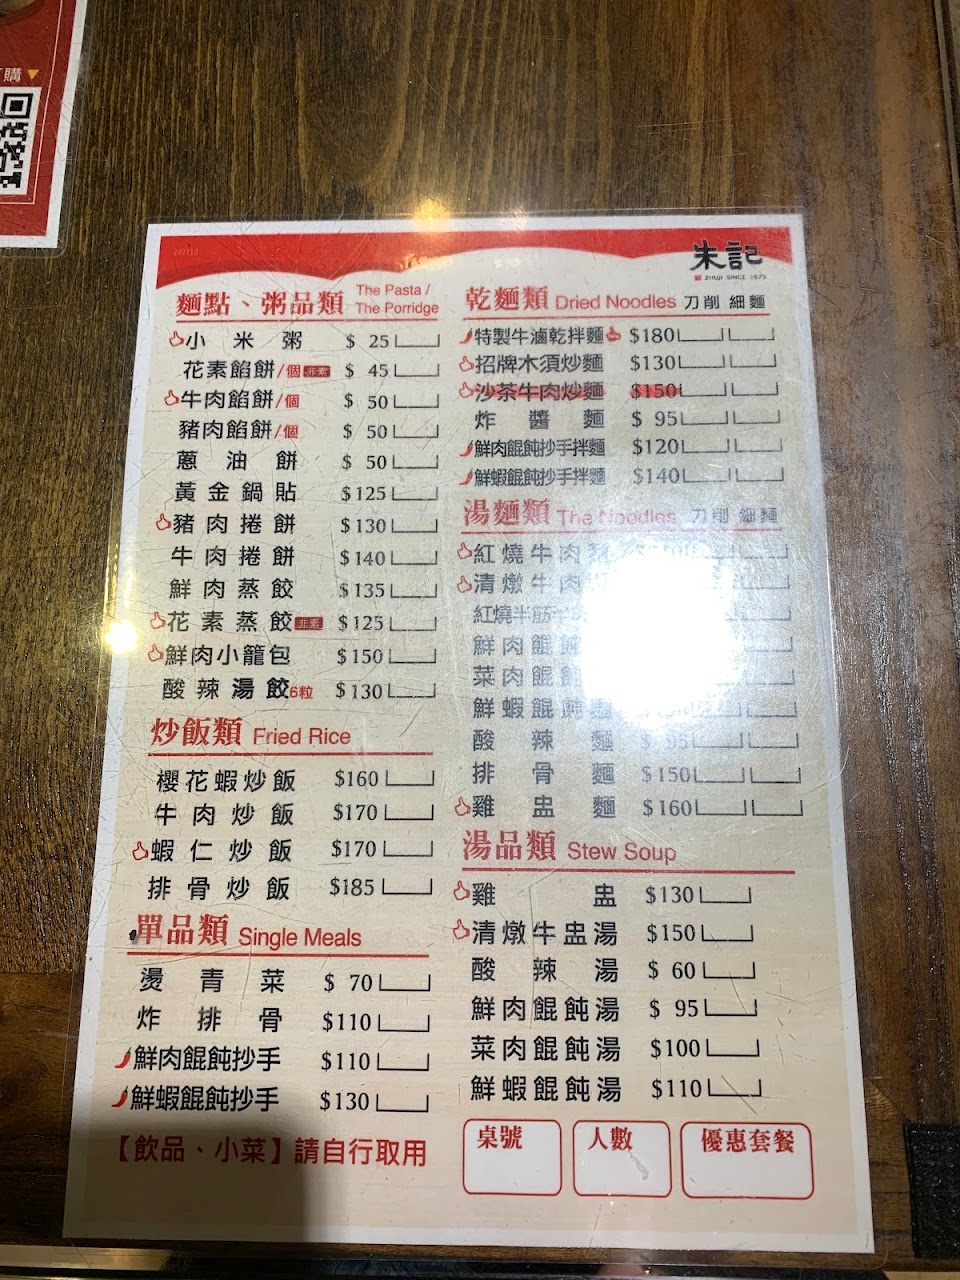 訂購▼
202112
朱記
ZHUJI SINCE 1973
麵點、粥品類 The Pasta /
The Porridge
小米粥 $ 25
花素餡餅/個 非素 $ 45
牛肉餡餅/個 $ 50
豬肉餡餅/個 $ 50
蔥油餅 $ 50
黃金鍋貼 $125
豬肉捲餅 $130
牛肉捲餅 $140
鮮肉蒸餃 $135
花素蒸餃 非素 $125
鮮肉小籠包 $150
酸辣湯餃6粒 $130
炒飯類 Fried Rice
櫻花蝦炒飯 $160
牛肉炒飯 $170
蝦仁炒飯 $170
排骨炒飯 $185
單品類 Single Meals
燙青菜 $ 70
炸排骨 $110
鮮肉餛飩抄手 $110
鮮蝦餛飩抄手 $130
【飲品、小菜】請自行取用
乾麵類 Dried Noodles 刀削 細麵
特製牛滷乾拌麵 $180
招牌木須炒麵 $130
沙茶牛肉炒麵 $150
炸醬麵 $ 95
鮮肉餛飩抄手拌麵 $120
鮮蝦餛飩抄手拌麵 $140
湯麵類 The Noodles 刀削 細麵
紅燒牛肉
清燉牛肉
紅燒半筋半
鮮肉餛
菜肉餛
鮮蝦餛飩麵
酸辣麵 $ 95
排骨麵 $150
雞盅麵 $160
湯品類 Stew Soup
雞盅 $130
清燉牛盅湯 $150
酸辣湯 $ 60
鮮肉餛飩湯 $ 95
菜肉餛飩湯 $100
鮮蝦餛飩湯 $110
桌號
人數
優惠套餐